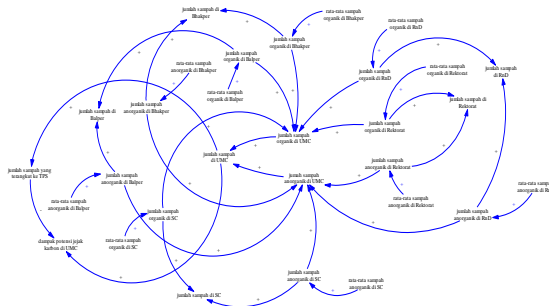 jumlah sampah di
Bhakper
rata-rata sampah
organik di Bhakper
jumlah sampah
organik di Bhakper
rata-rata sampah
organik di RnD
jumlah sampah
organik di RnD
jumlah sampah
di RnD
rata-rata sampah
organik di Rektorat
jumlah sampah di
Rektorat
jumlah sampah
organik di Rektorat
jumlah sampah
organik di Balper
rata-rata sampah
anorganik di Bhakper
rata-rata sampah
organik di Balper
jumlah sampah
anorganik di Bhakper
jumlah sampah di
Balper
jumlah sampah
organik di UMC
jumlah sampah
di UMC
jumlah sampah
anorganik di UMC
jumlah sampah
anorganik di Rektorat
rata-rata sampah
anorganik di Rektorat
jumlah sampah yang
terangkut ke TPS
jumlah sampah
anorganik di Balper
rata-rata sampah
anorganik di Balper
jumlah sampah
organik di SC
rata-rata sampah
organik di SC
dampak potensi jejak
karbon di UMC
rata-rata sampah
jumlah sampah
anorganik di RnD
jumlah sampah
anorganik di SC
rata-rata sampah
anorganik di SC
jumlah sampah di SC